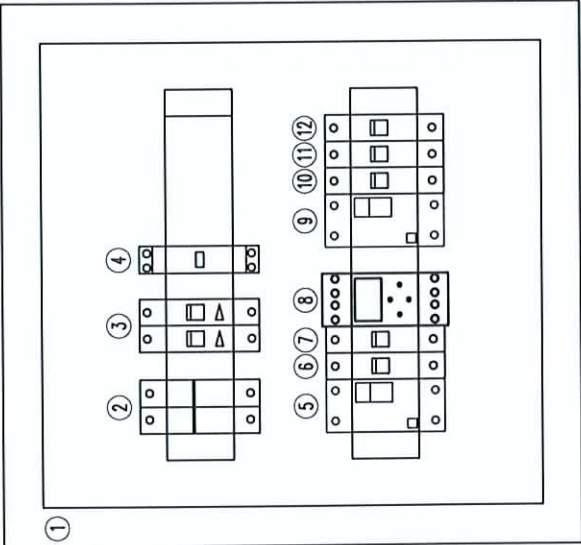 ①
② ③ ④
⑤ ⑥ ⑦ ⑧ ⑨ ⑩ ⑪ ⑫